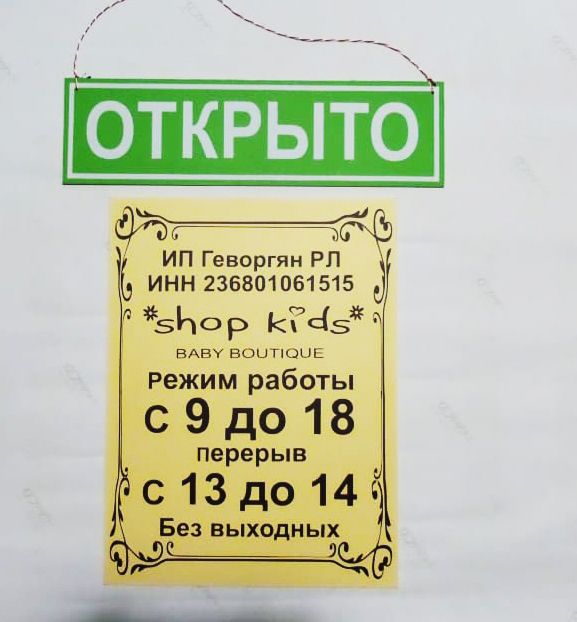 ОТКРЫТО
ИП Геворгян РЛ
ИНН 236801061515
*shop kids*
BABY BOUTIQUE
Режим работы
с 9 до 18
перерыв
с 13 до 14
Без выходных